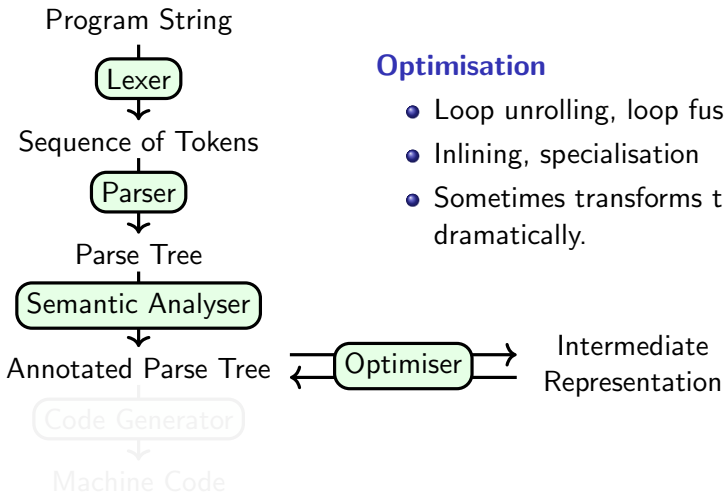 Program String
Lexer
Sequence of Tokens
Parser
Parse Tree
Semantic Analyser
Annotated Parse Tree
Code Generator
Machine Code
Optimisation
Loop unrolling, loop fus
Inlining, specialisation
Sometimes transforms t
dramatically.
Optimiser
Intermediate
Representation